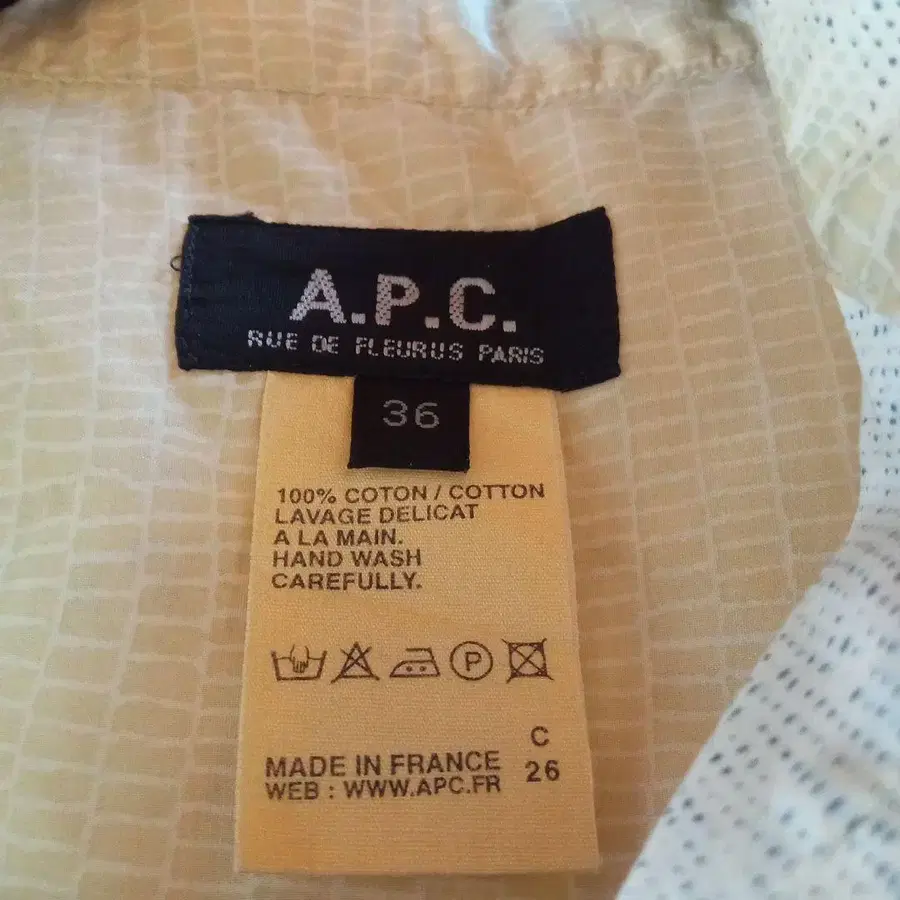 A.P.C.
RUE DE FLEURUS PARIS
36
100% COTON / COTTON
LAVAGE DELICAT
A LA MAIN.
HAND WASH
CAREFULLY.
P
C
26
MADE IN FRANCE
WEB : WWW.APC.FR